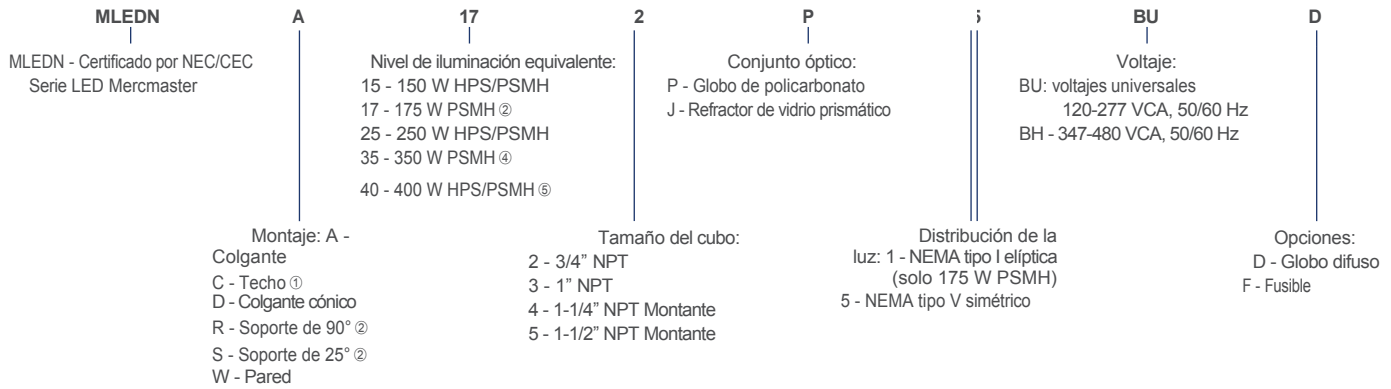 MLEDN A 17 2 P 5 BU D
MLEDN - Certificado por NEC/CEC
Serie LED Mercmaster
Nivel de iluminación equivalente:
15 - 150 W HPS/PSMH
17 - 175 W PSMH ②
25 - 250 W HPS/PSMH
35 - 350 W PSMH ④
40 - 400 W HPS/PSMH ⑤
Conjunto óptico:
P - Globo de policarbonato
J - Refractor de vidrio prismático
Voltaje:
BU: voltajes universales
120-277 VCA, 50/60 Hz
BH - 347-480 VCA, 50/60 Hz
Montaje: A -
Colgante
C - Techo ①
D - Colgante cónico
R - Soporte de 90° ②
S - Soporte de 25° ②
W - Pared
Tamaño del cubo:
2 - 3/4” NPT
3 - 1” NPT
4 - 1-1/4” NPT Montante
5 - 1-1/2” NPT Montante
Distribución de la
luz: 1 - NEMA tipo I elíptica
(solo 175 W PSMH)
5 - NEMA tipo V simétrico
Opciones:
D - Globo difuso
F - Fusible